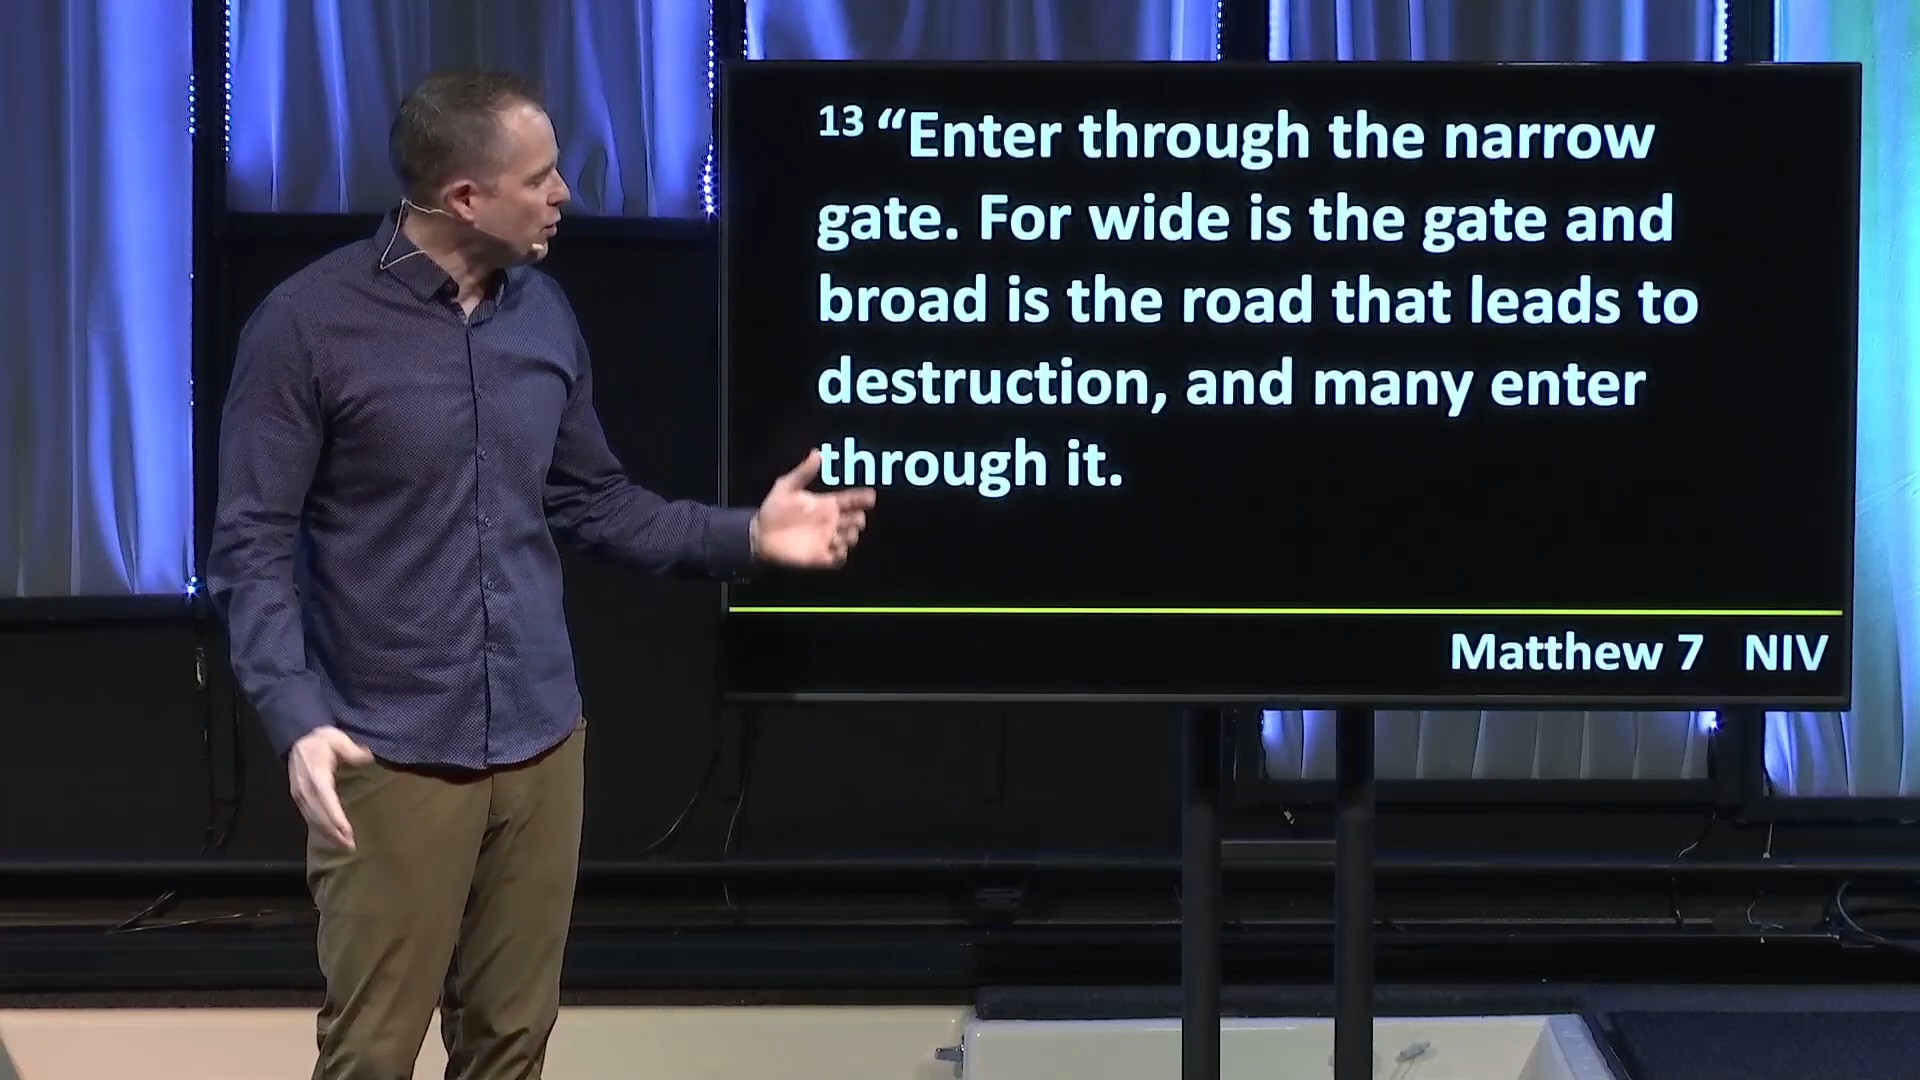 13 “Enter through the narrow
gate. For wide is the gate and
broad is the road that leads to
destruction, and many enter
through it.
Matthew 7 NIV